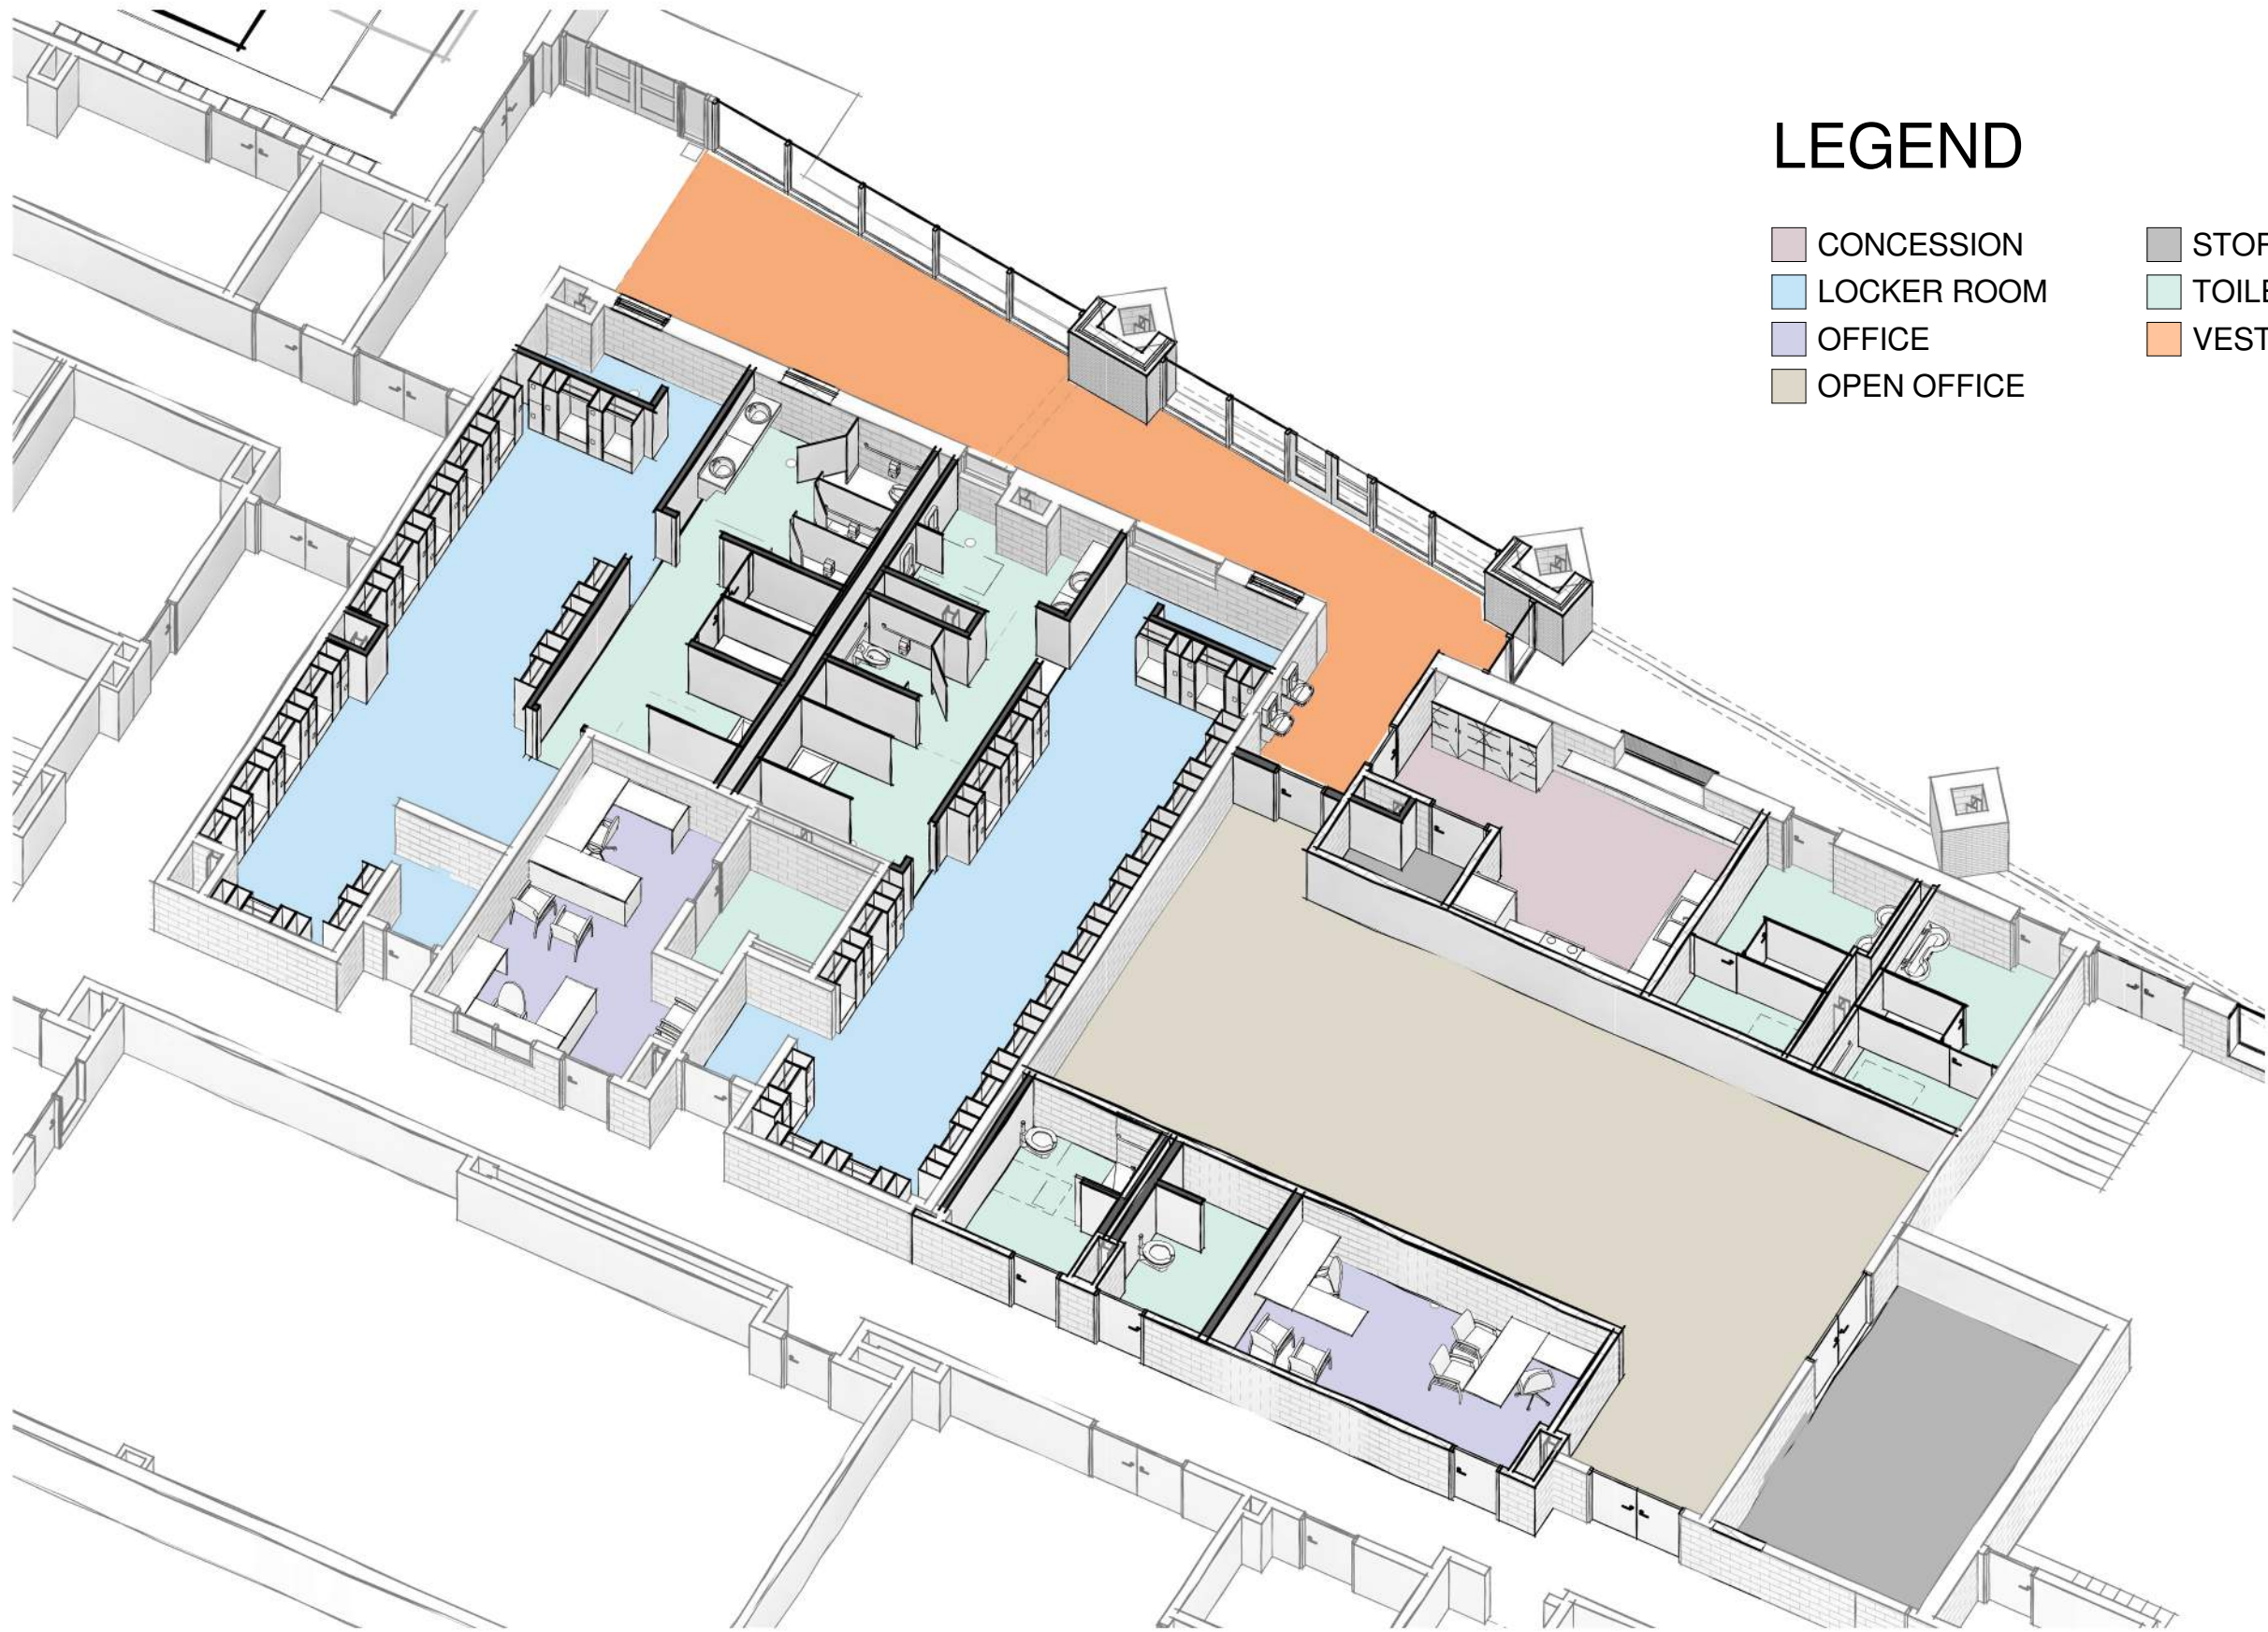 LEGEND
CONCESSION
LOCKER ROOM
OFFICE
OPEN OFFICE